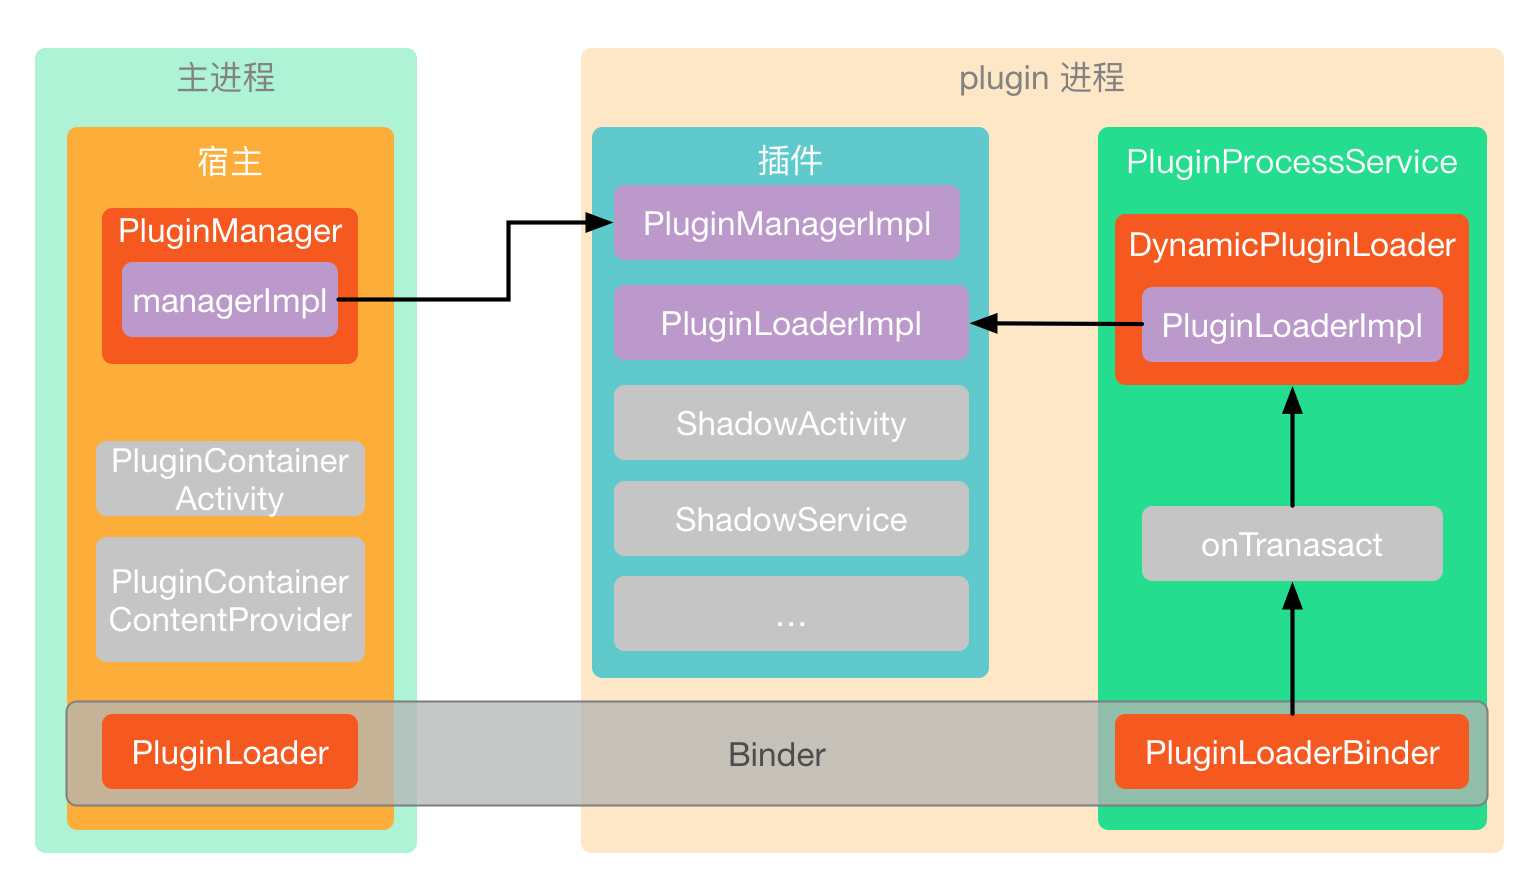 主进程
宿主
PluginManager
managerImpl
PluginContainer
Activity
PluginContainer
ContentProvider
PluginLoader
plugin 进程
插件
PluginManagerImpl
PluginLoaderImpl
ShadowActivity
ShadowService
...
PluginProcessService
DynamicPluginLoader
PluginLoaderImpl
onTranasact
PluginLoaderBinder
Binder